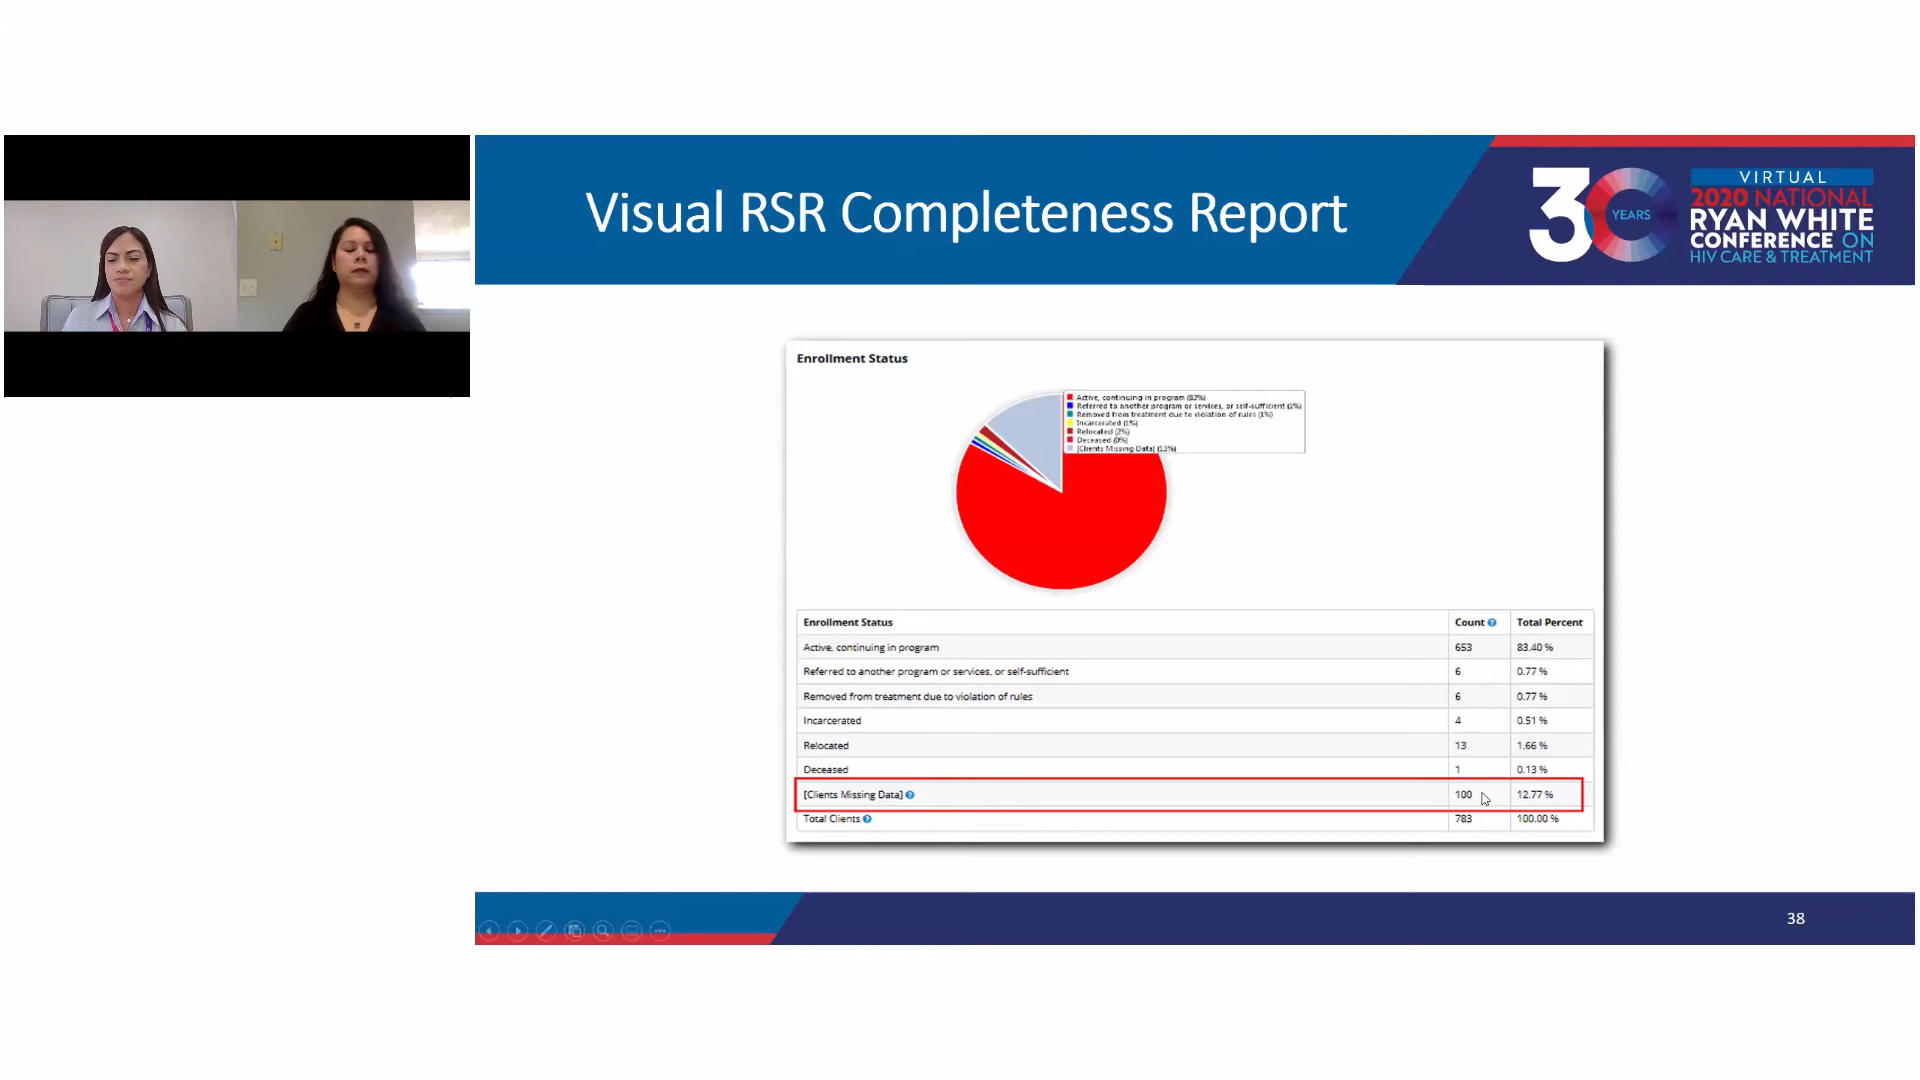 Visual RSR Completeness Report
30 YEARS
VIRTUAL
2020 NATIONAL
RYAN WHITE
CONFERENCE ON
HIV CARE & TREATMENT
Enrollment Status
Active, continuing in program (83%)
Referred to another program or services, or self-sufficient (1%)
Removed from treatment due to violation of rules (1%)
Incarcerated (1%)
Relocated (2%)
Deceased (0%)
[Clients Missing Data] (13%)
Enrollment Status Count Total Percent
Active, continuing in program 653 83.40 %
Referred to another program or services, or self-sufficient 6 0.77 %
Removed from treatment due to violation of rules 6 0.77 %
Incarcerated 4 0.51 %
Relocated 13 1.66 %
Deceased 1 0.13 %
[Clients Missing Data] 100 12.77 %
Total Clients 783 100.00 %
38